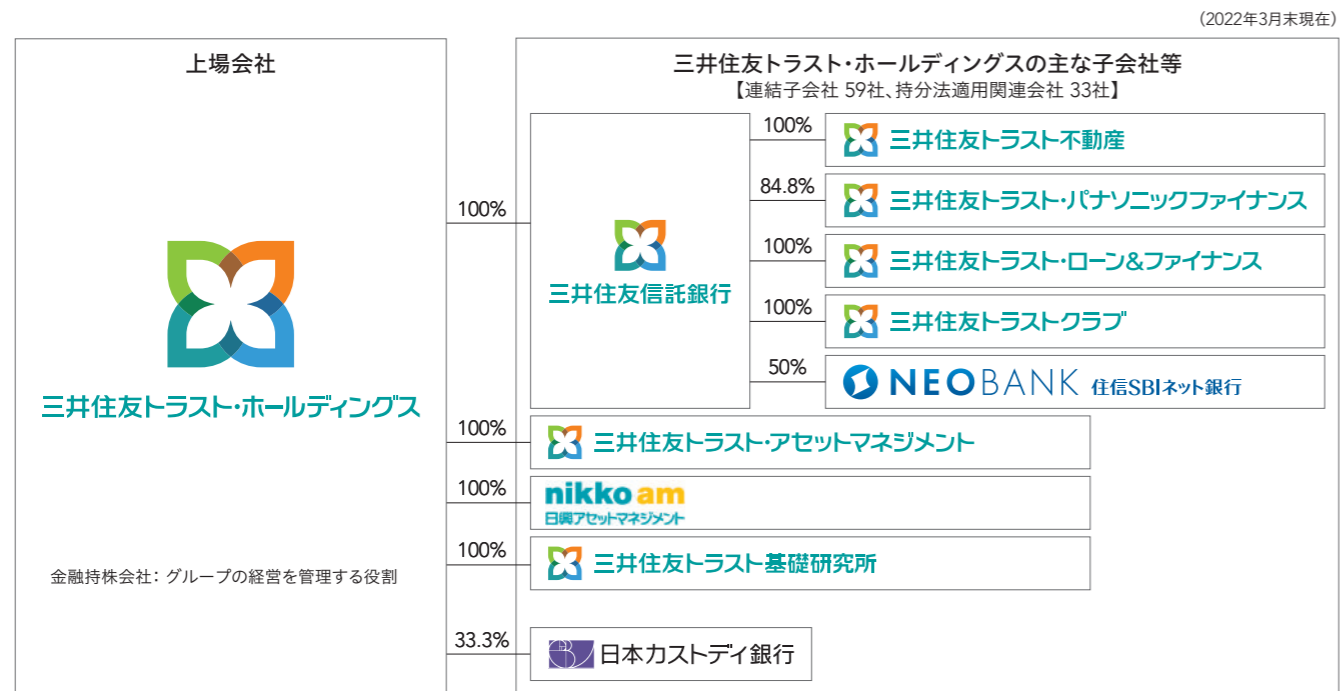 (2022年3月末現在)
上場会社
三井住友トラスト・ホールディングス
金融持株会社：グループの経営を管理する役割
三井住友トラスト・ホールディングスの主な子会社等
【連結子会社 59社、持分法適用関連会社 33社】
100%
三井住友信託銀行
100%
三井住友トラスト不動産
84.8%
三井住友トラスト・パナソニックファイナンス
100%
三井住友トラスト・ローン&ファイナンス
100%
三井住友トラストクラブ
50%
NEOBANK 住信SBIネット銀行
100%
三井住友トラスト・アセットマネジメント
100%
nikko am
日興アセットマネジメント
100%
三井住友トラスト基礎研究所
33.3%
日本カストディ銀行